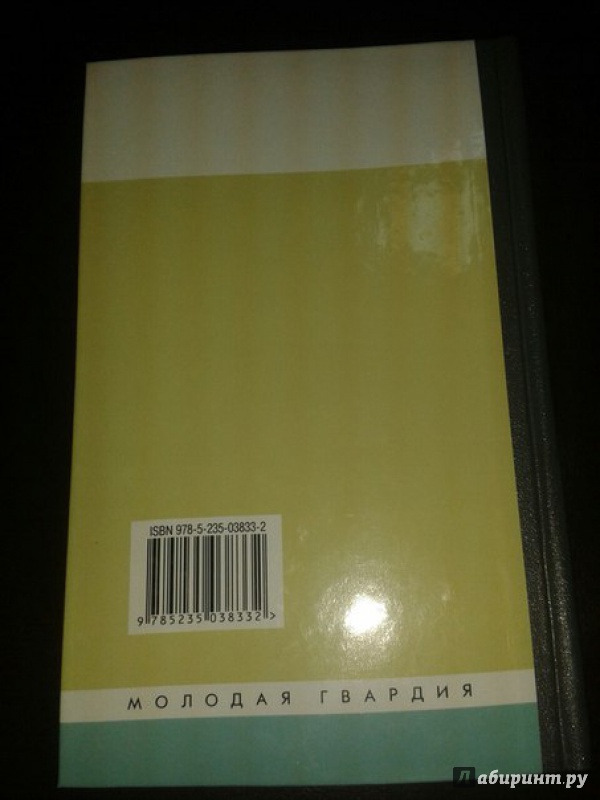 ISBN 978-5-235-03833-2
9 785235 038332 >
МОЛОДАЯ ГВАРДИЯ
Лабиринт.ру